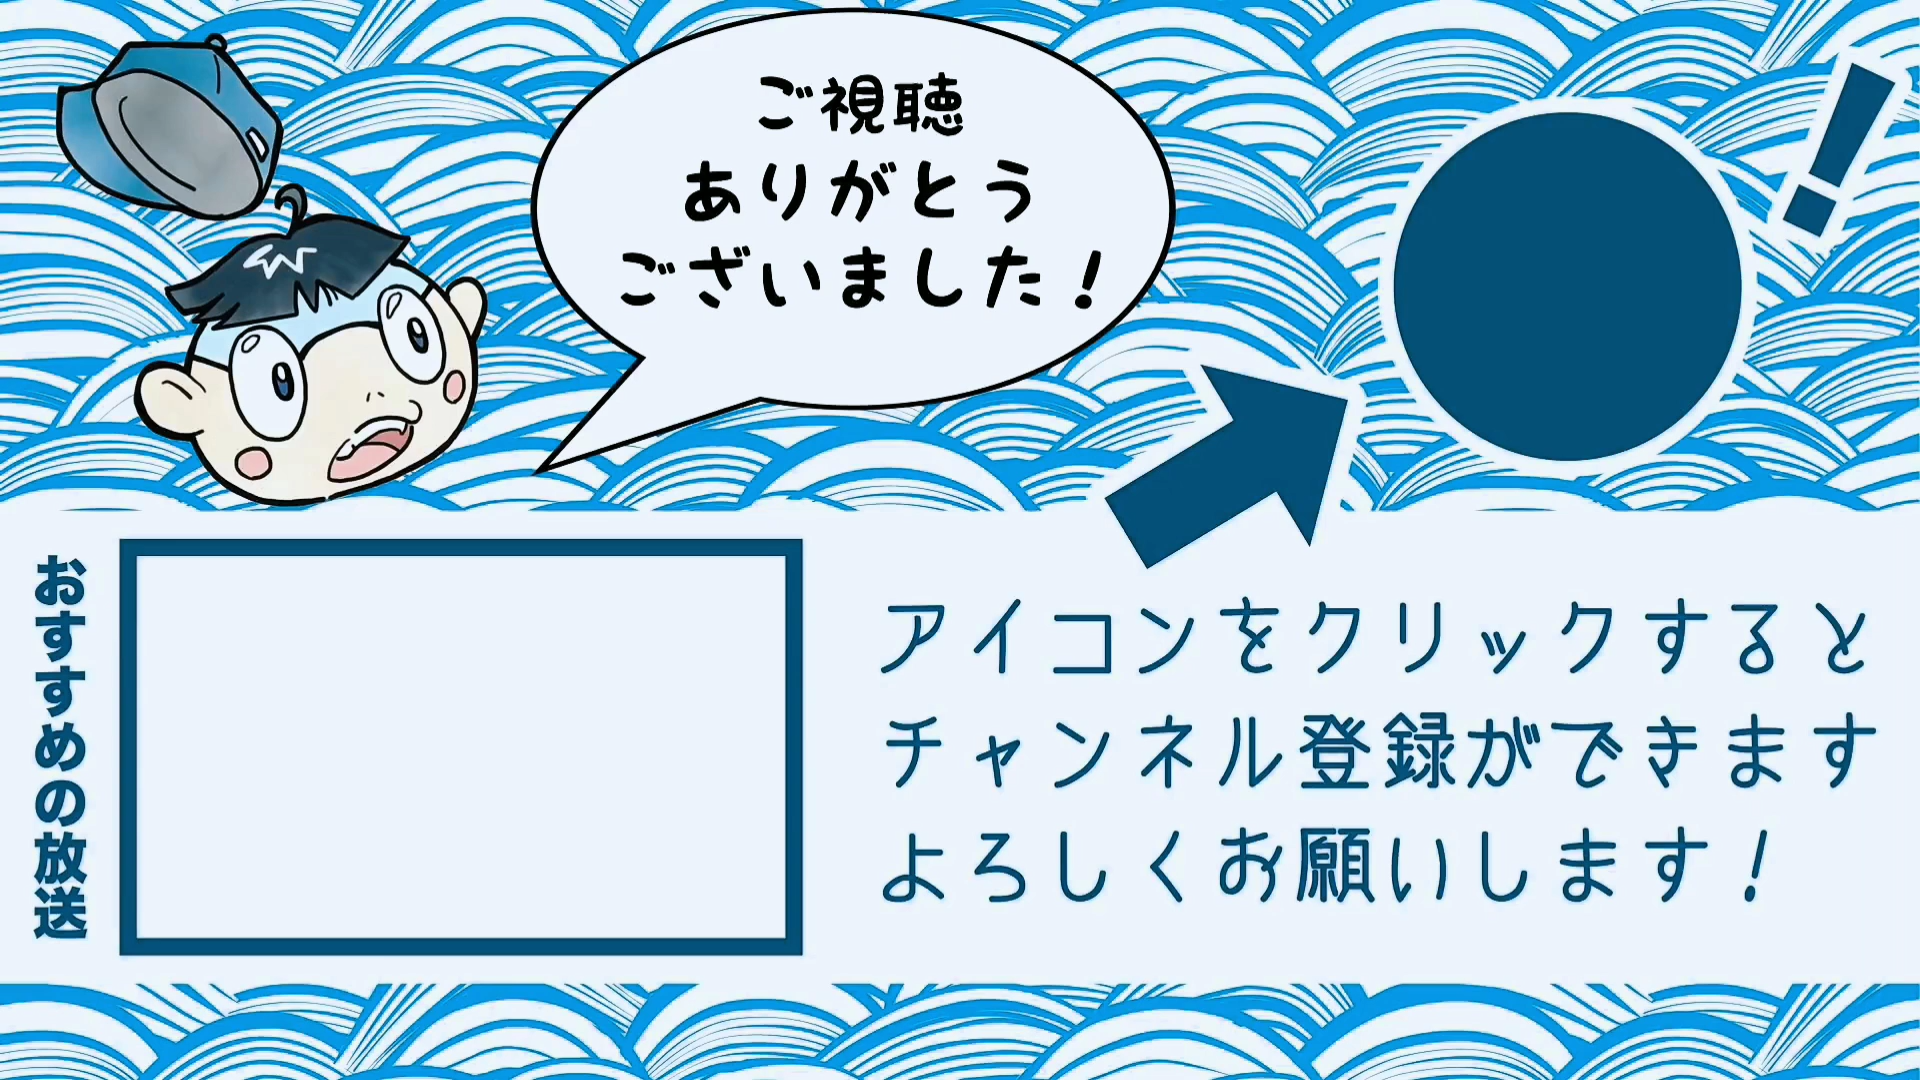 ご視聴
ありがとう
ございました！
おすすめの放送
アイコンをクリックすると
チャンネル登録ができます
よろしくお願いします！